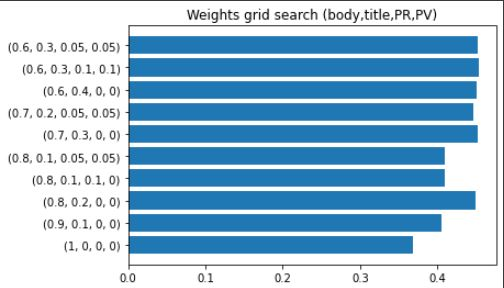 Weights grid search (body,title,PR,PV)
(0.6, 0.3, 0.05, 0.05)
(0.6, 0.3, 0.1, 0.1)
(0.6, 0.4, 0, 0)
(0.7, 0.2, 0.05, 0.05)
(0.7, 0.3, 0, 0)
(0.8, 0.1, 0.05, 0.05)
(0.8, 0.1, 0.1, 0)
(0.8, 0.2, 0, 0)
(0.9, 0.1, 0, 0)
(1, 0, 0, 0)
0.0 0.1 0.2 0.3 0.4